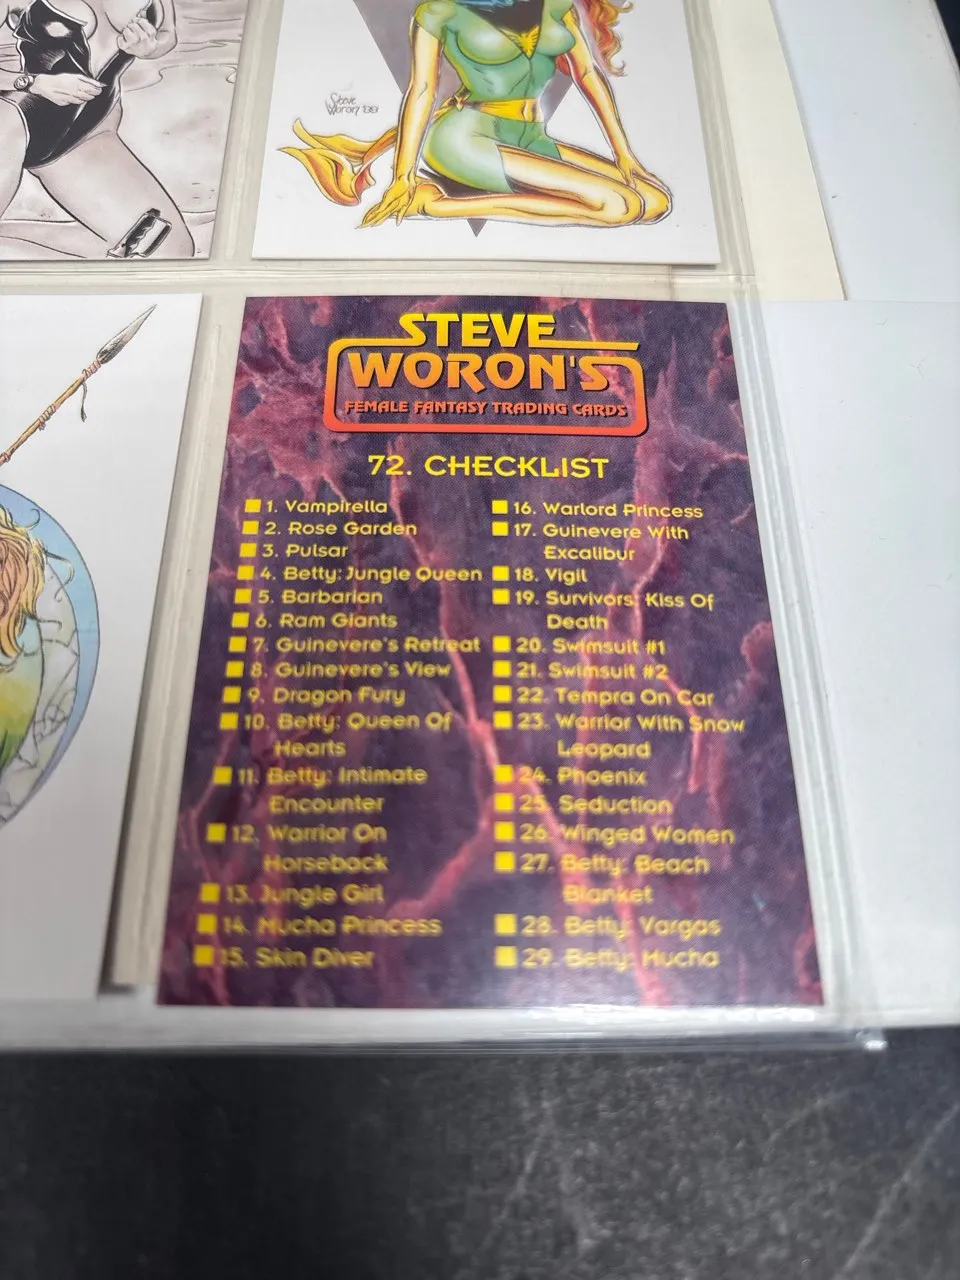 Steve
Woron '88
STEVE
WORON'S
FEMALE FANTASY TRADING CARDS
72. CHECKLIST
1. Vampirella
2. Rose Garden
3. Pulsar
4. Betty: Jungle Queen
5. Barbarian
6. Ram Giants
7. Guinevere's Retreat
8. Guinevere's View
9. Dragon Fury
10. Betty: Queen Of
Hearts
11. Betty: Intimate
Encounter
12. Warrior On
Horseback
13. Jungle Girl
14. Mucha Princess
15. Skin Diver
16. Warlord Princess
17. Guinevere With
Excalibur
18. Vigil
19. Survivors: Kiss Of
Death
20. Swimsuit #1
21. Swimsuit #2
22. Tempra On Car
23. Warrior With Snow
Leopard
24. Phoenix
25. Seduction
26. Winged Women
27. Betty: Beach
Blanket
28. Betty: Vargas
29. Betty: Mucha